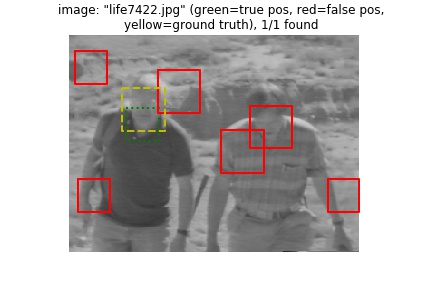 image: "life7422.jpg" (green=true pos, red=false pos,
yellow=ground truth), 1/1 found